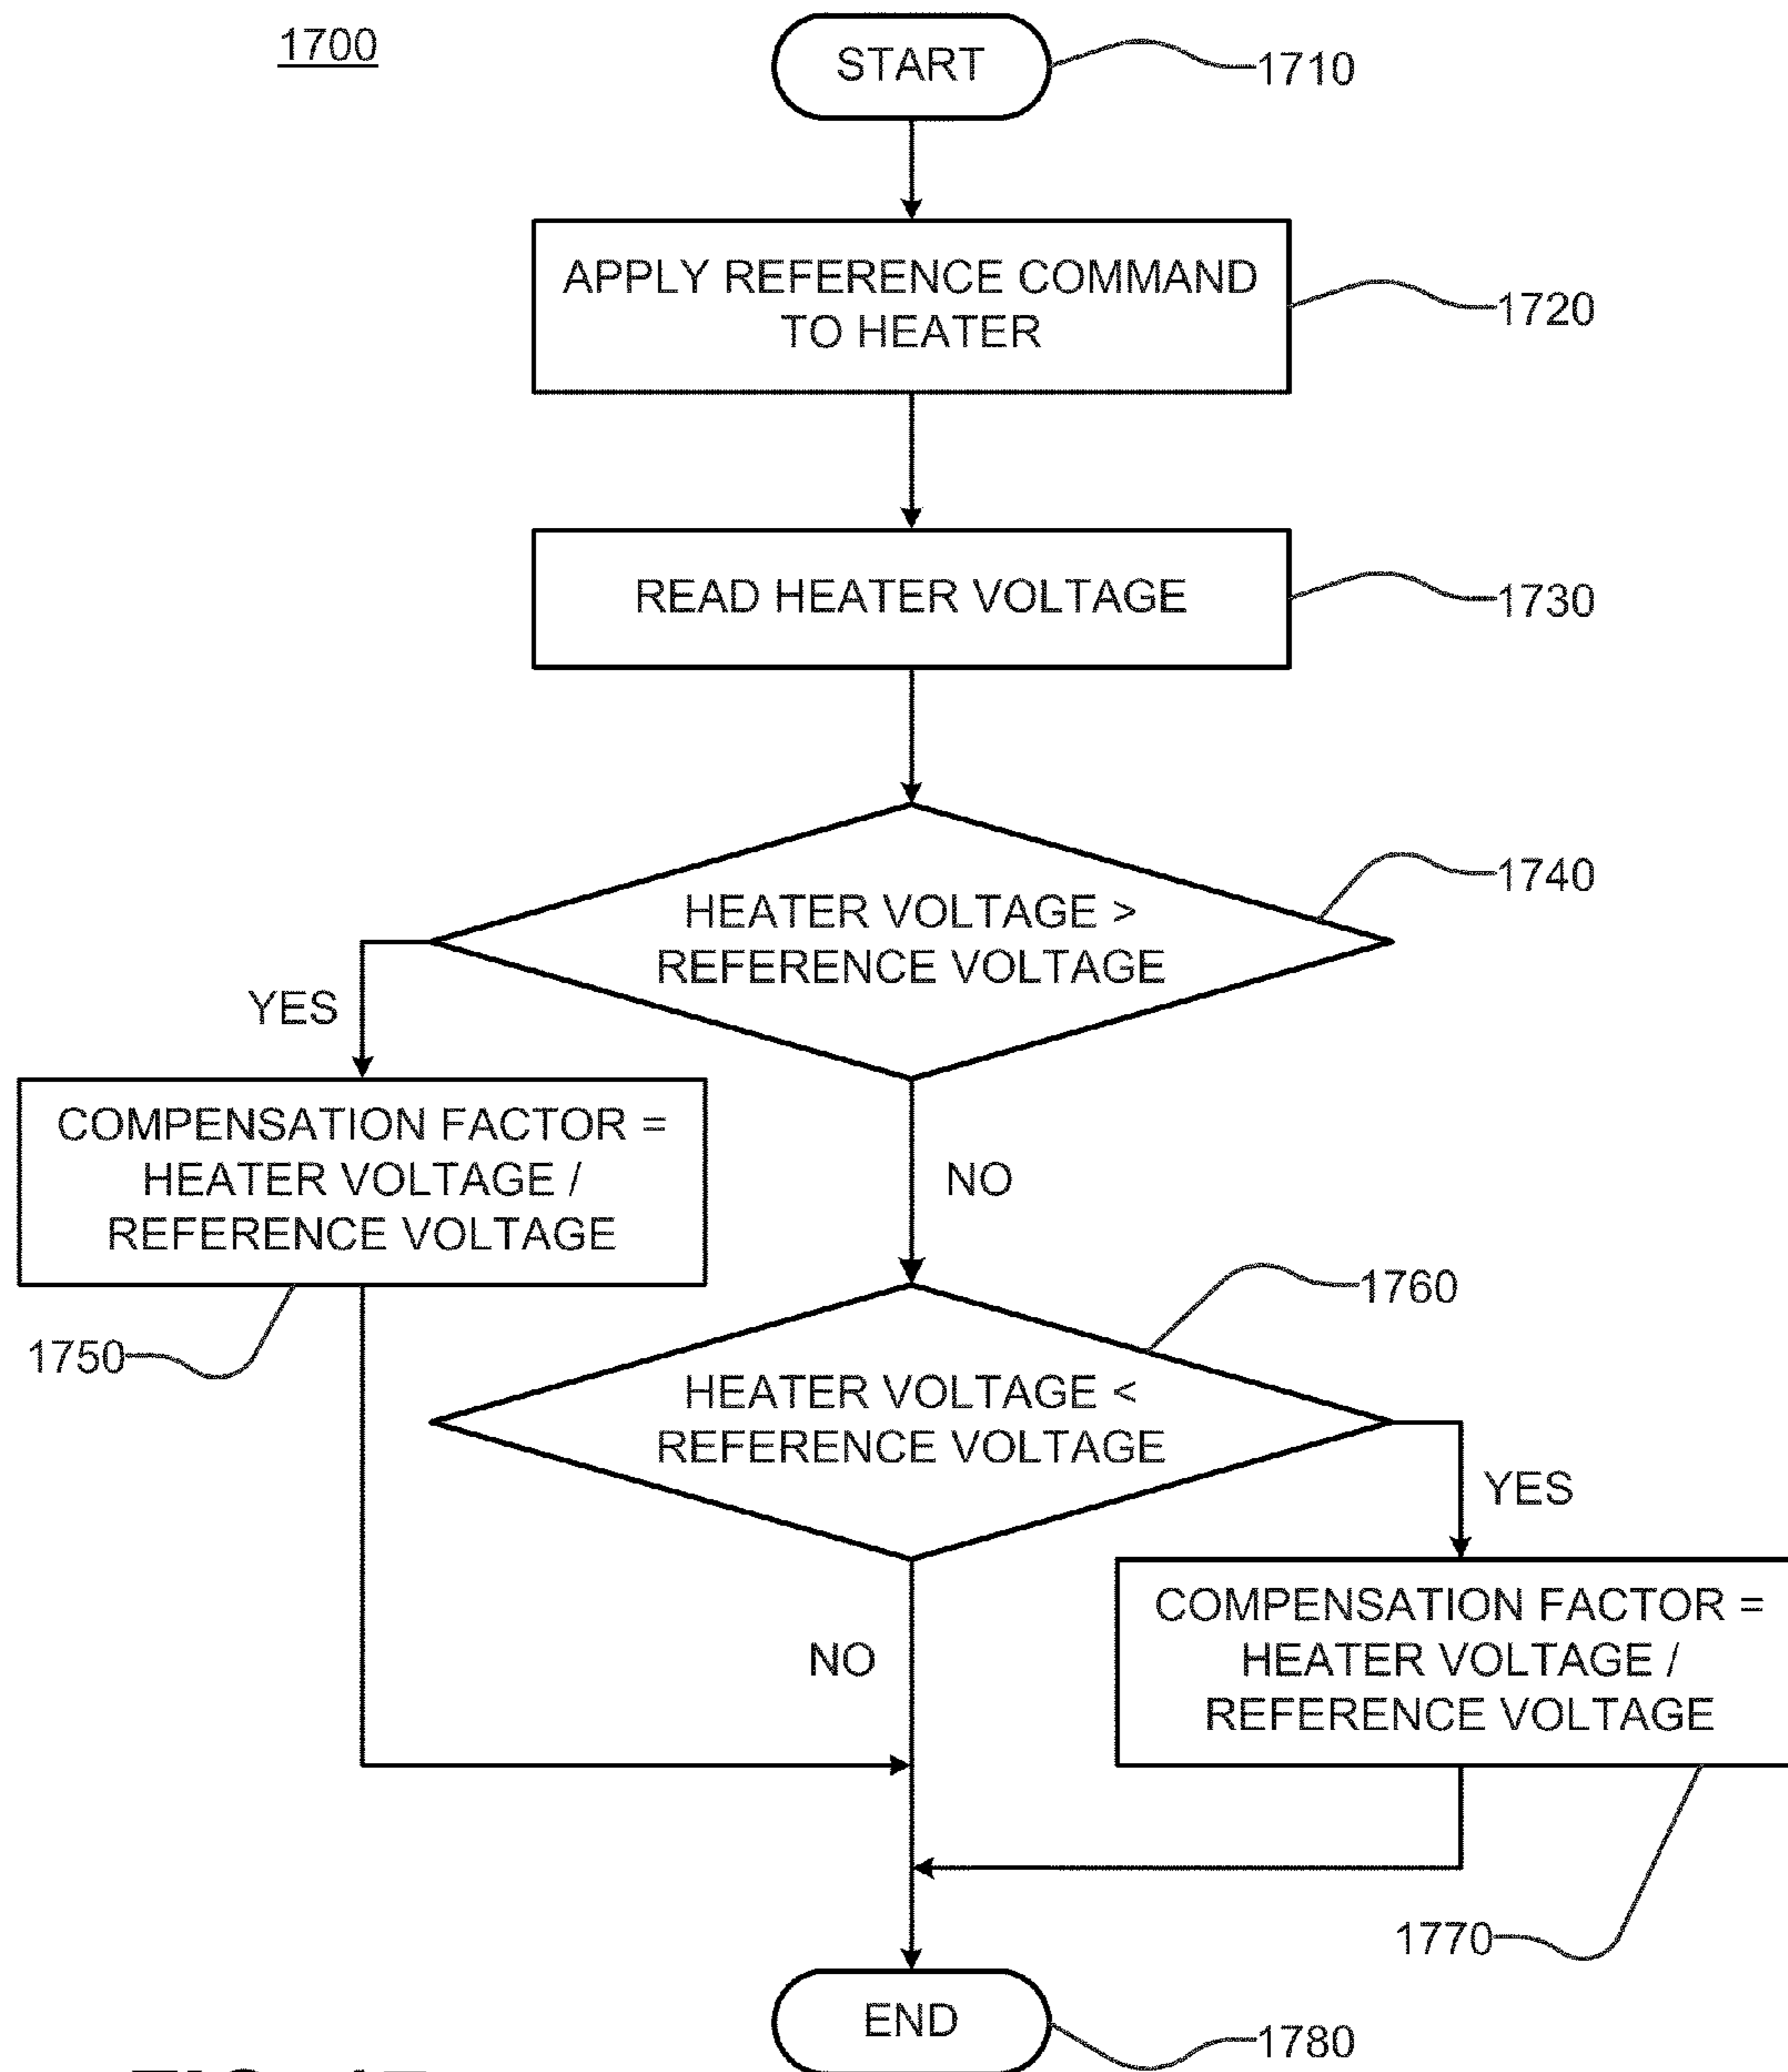 1700
START
1710
APPLY REFERENCE COMMAND
TO HEATER
1720
READ HEATER VOLTAGE
1730
HEATER VOLTAGE >
REFERENCE VOLTAGE
1740
YES
COMPENSATION FACTOR =
HEATER VOLTAGE /
REFERENCE VOLTAGE
1750
NO
HEATER VOLTAGE <
REFERENCE VOLTAGE
1760
YES
COMPENSATION FACTOR =
HEATER VOLTAGE /
REFERENCE VOLTAGE
1770
NO
END
1780